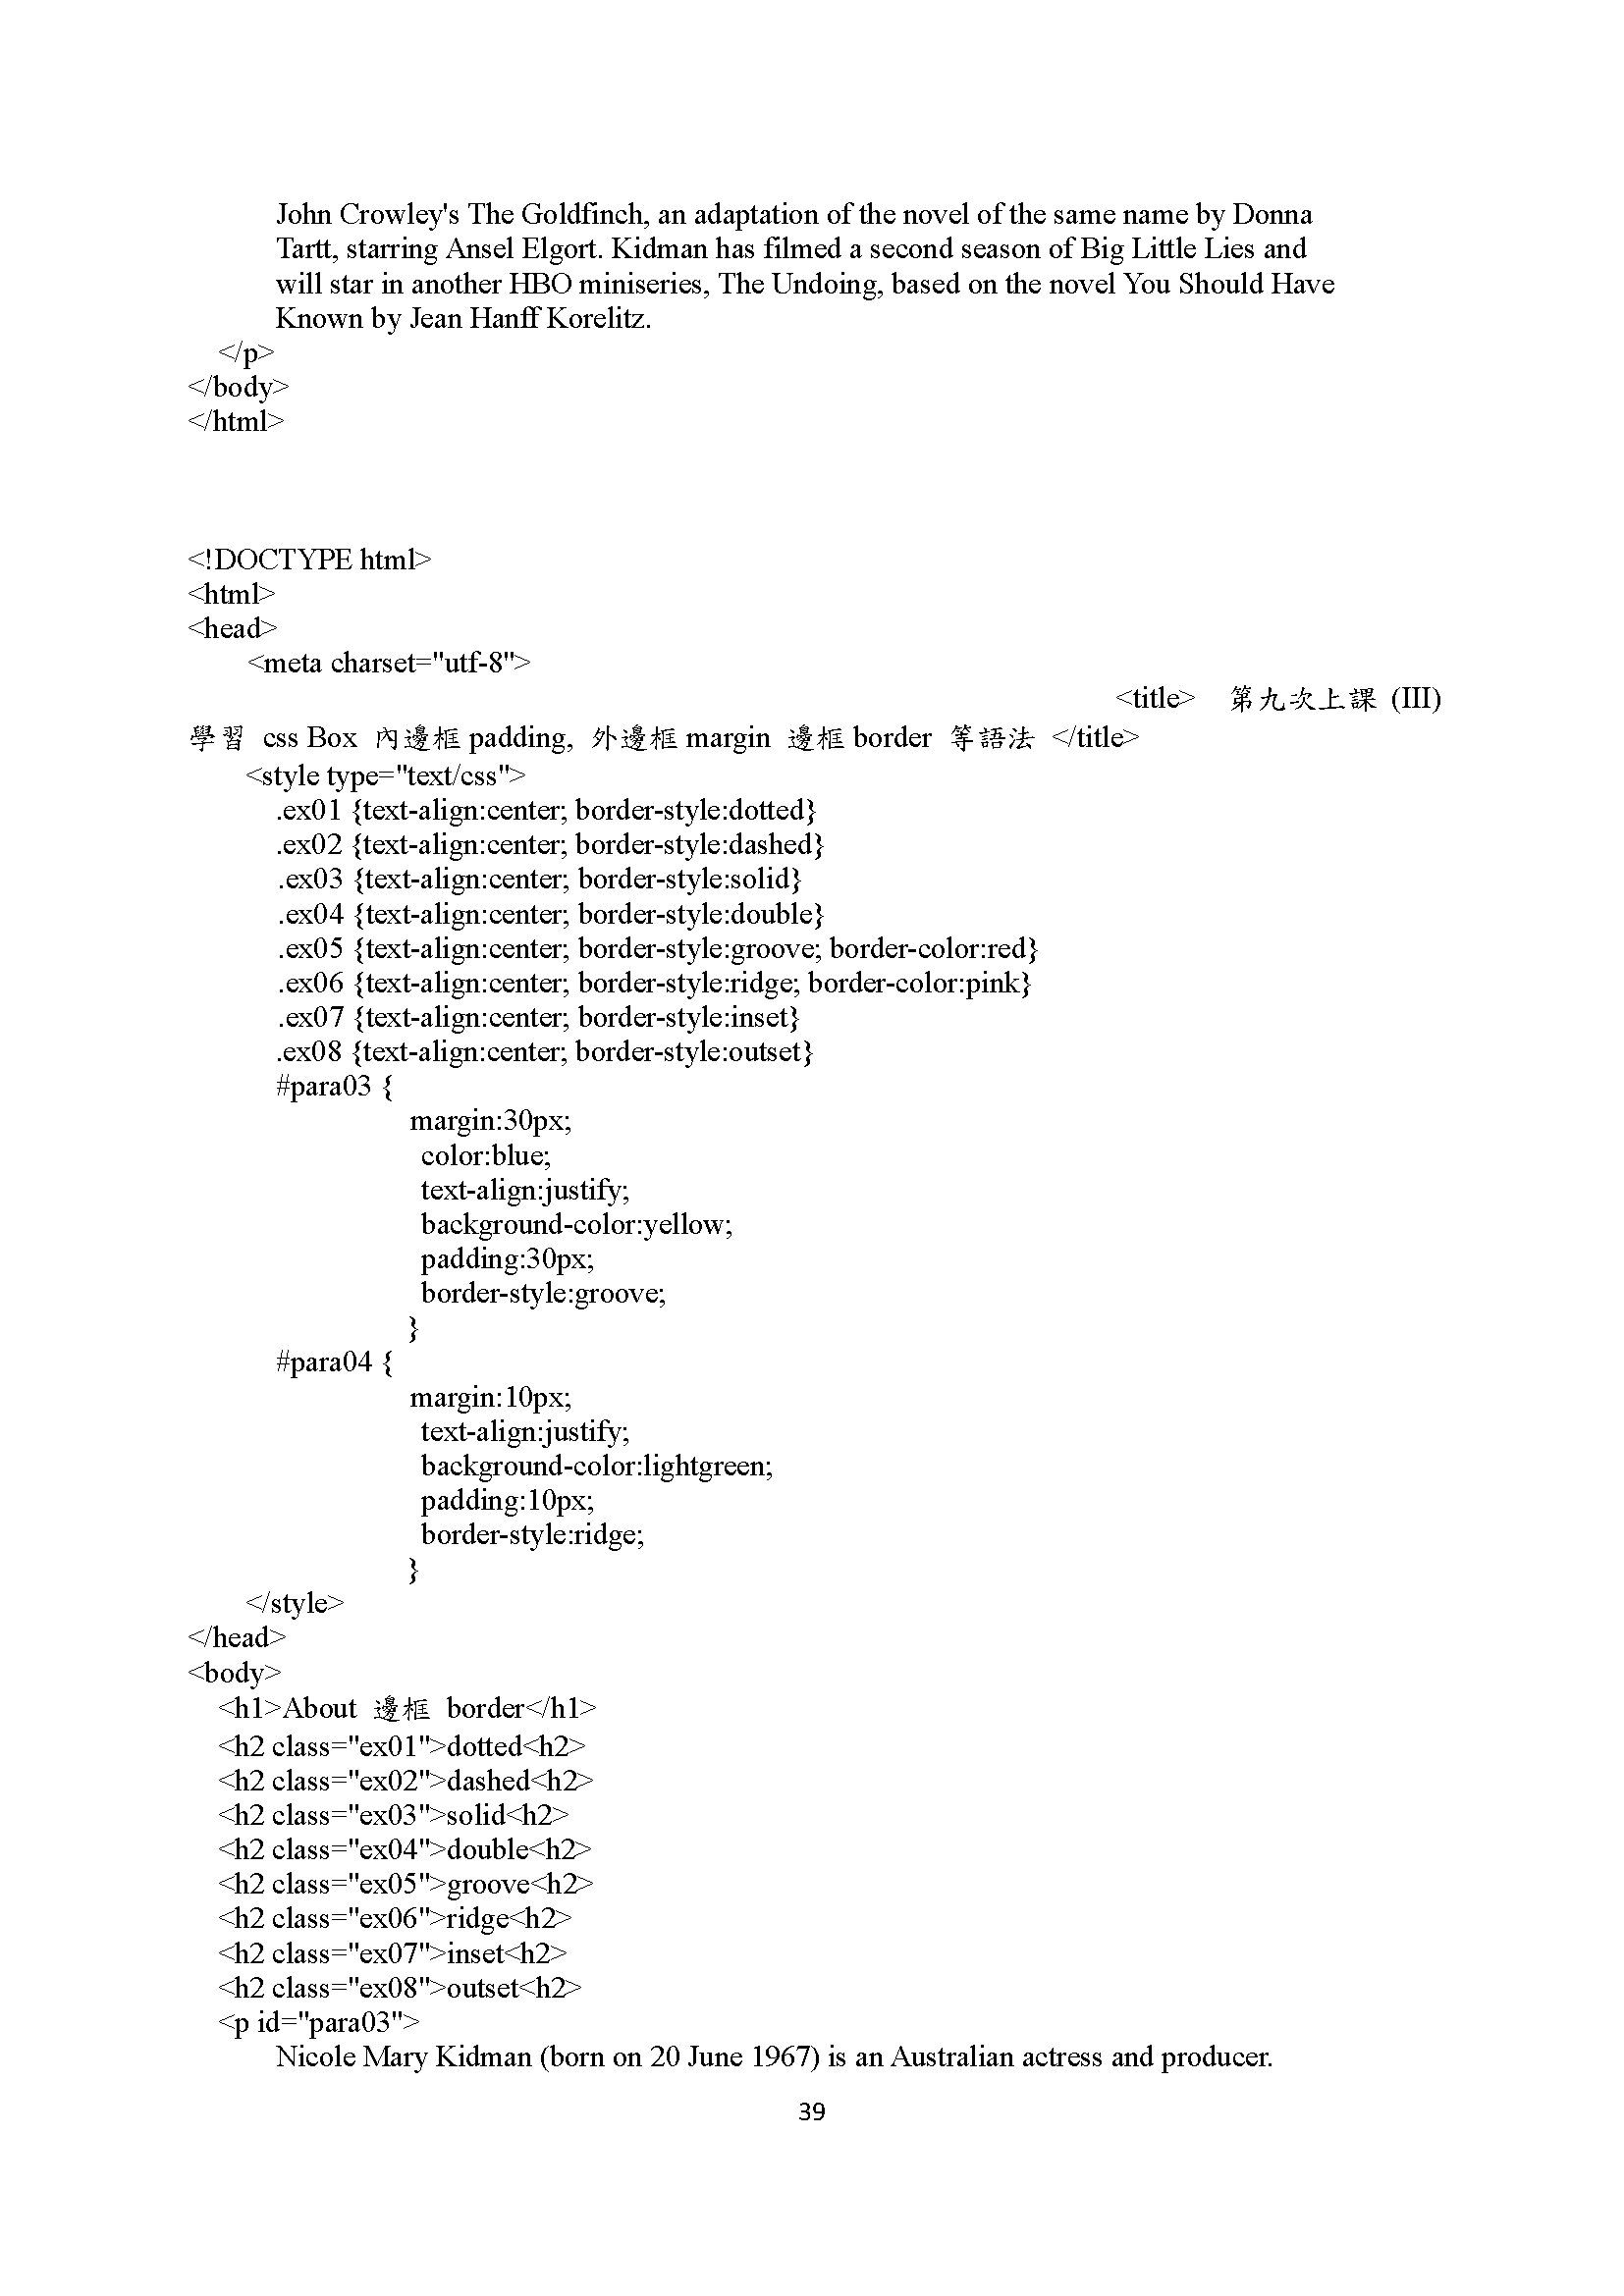 John Crowley's The Goldfinch, an adaptation of the novel of the same name by Donna
Tartt, starring Ansel Elgort. Kidman has filmed a second season of Big Little Lies and
will star in another HBO miniseries, The Undoing, based on the novel You Should Have
Known by Jean Hanff Korelitz.
</p>
</body>
</html>
<!DOCTYPE html>
<html>
<head>
<meta charset="utf-8">
<title> 第九次上課 (III)
學習 css Box 內邊框 padding, 外邊框 margin 邊框 border 等語法 </title>
<style type="text/css">
.ex01 {text-align:center; border-style:dotted}
.ex02 {text-align:center; border-style:dashed}
.ex03 {text-align:center; border-style:solid}
.ex04 {text-align:center; border-style:double}
.ex05 {text-align:center; border-style:groove; border-color:red}
.ex06 {text-align:center; border-style:ridge; border-color:pink}
.ex07 {text-align:center; border-style:inset}
.ex08 {text-align:center; border-style:outset}
#para03 {
margin:30px;
color:blue;
text-align:justify;
background-color:yellow;
padding:30px;
border-style:groove;
}
#para04 {
margin:10px;
text-align:justify;
background-color:lightgreen;
padding:10px;
border-style:ridge;
}
</style>
</head>
<body>
<h1>About 邊框 border</h1>
<h2 class="ex01">dotted<h2>
<h2 class="ex02">dashed<h2>
<h2 class="ex03">solid<h2>
<h2 class="ex04">double<h2>
<h2 class="ex05">groove<h2>
<h2 class="ex06">ridge<h2>
<h2 class="ex07">inset<h2>
<h2 class="ex08">outset<h2>
<p id="para03">
Nicole Mary Kidman (born on 20 June 1967) is an Australian actress and producer.
39